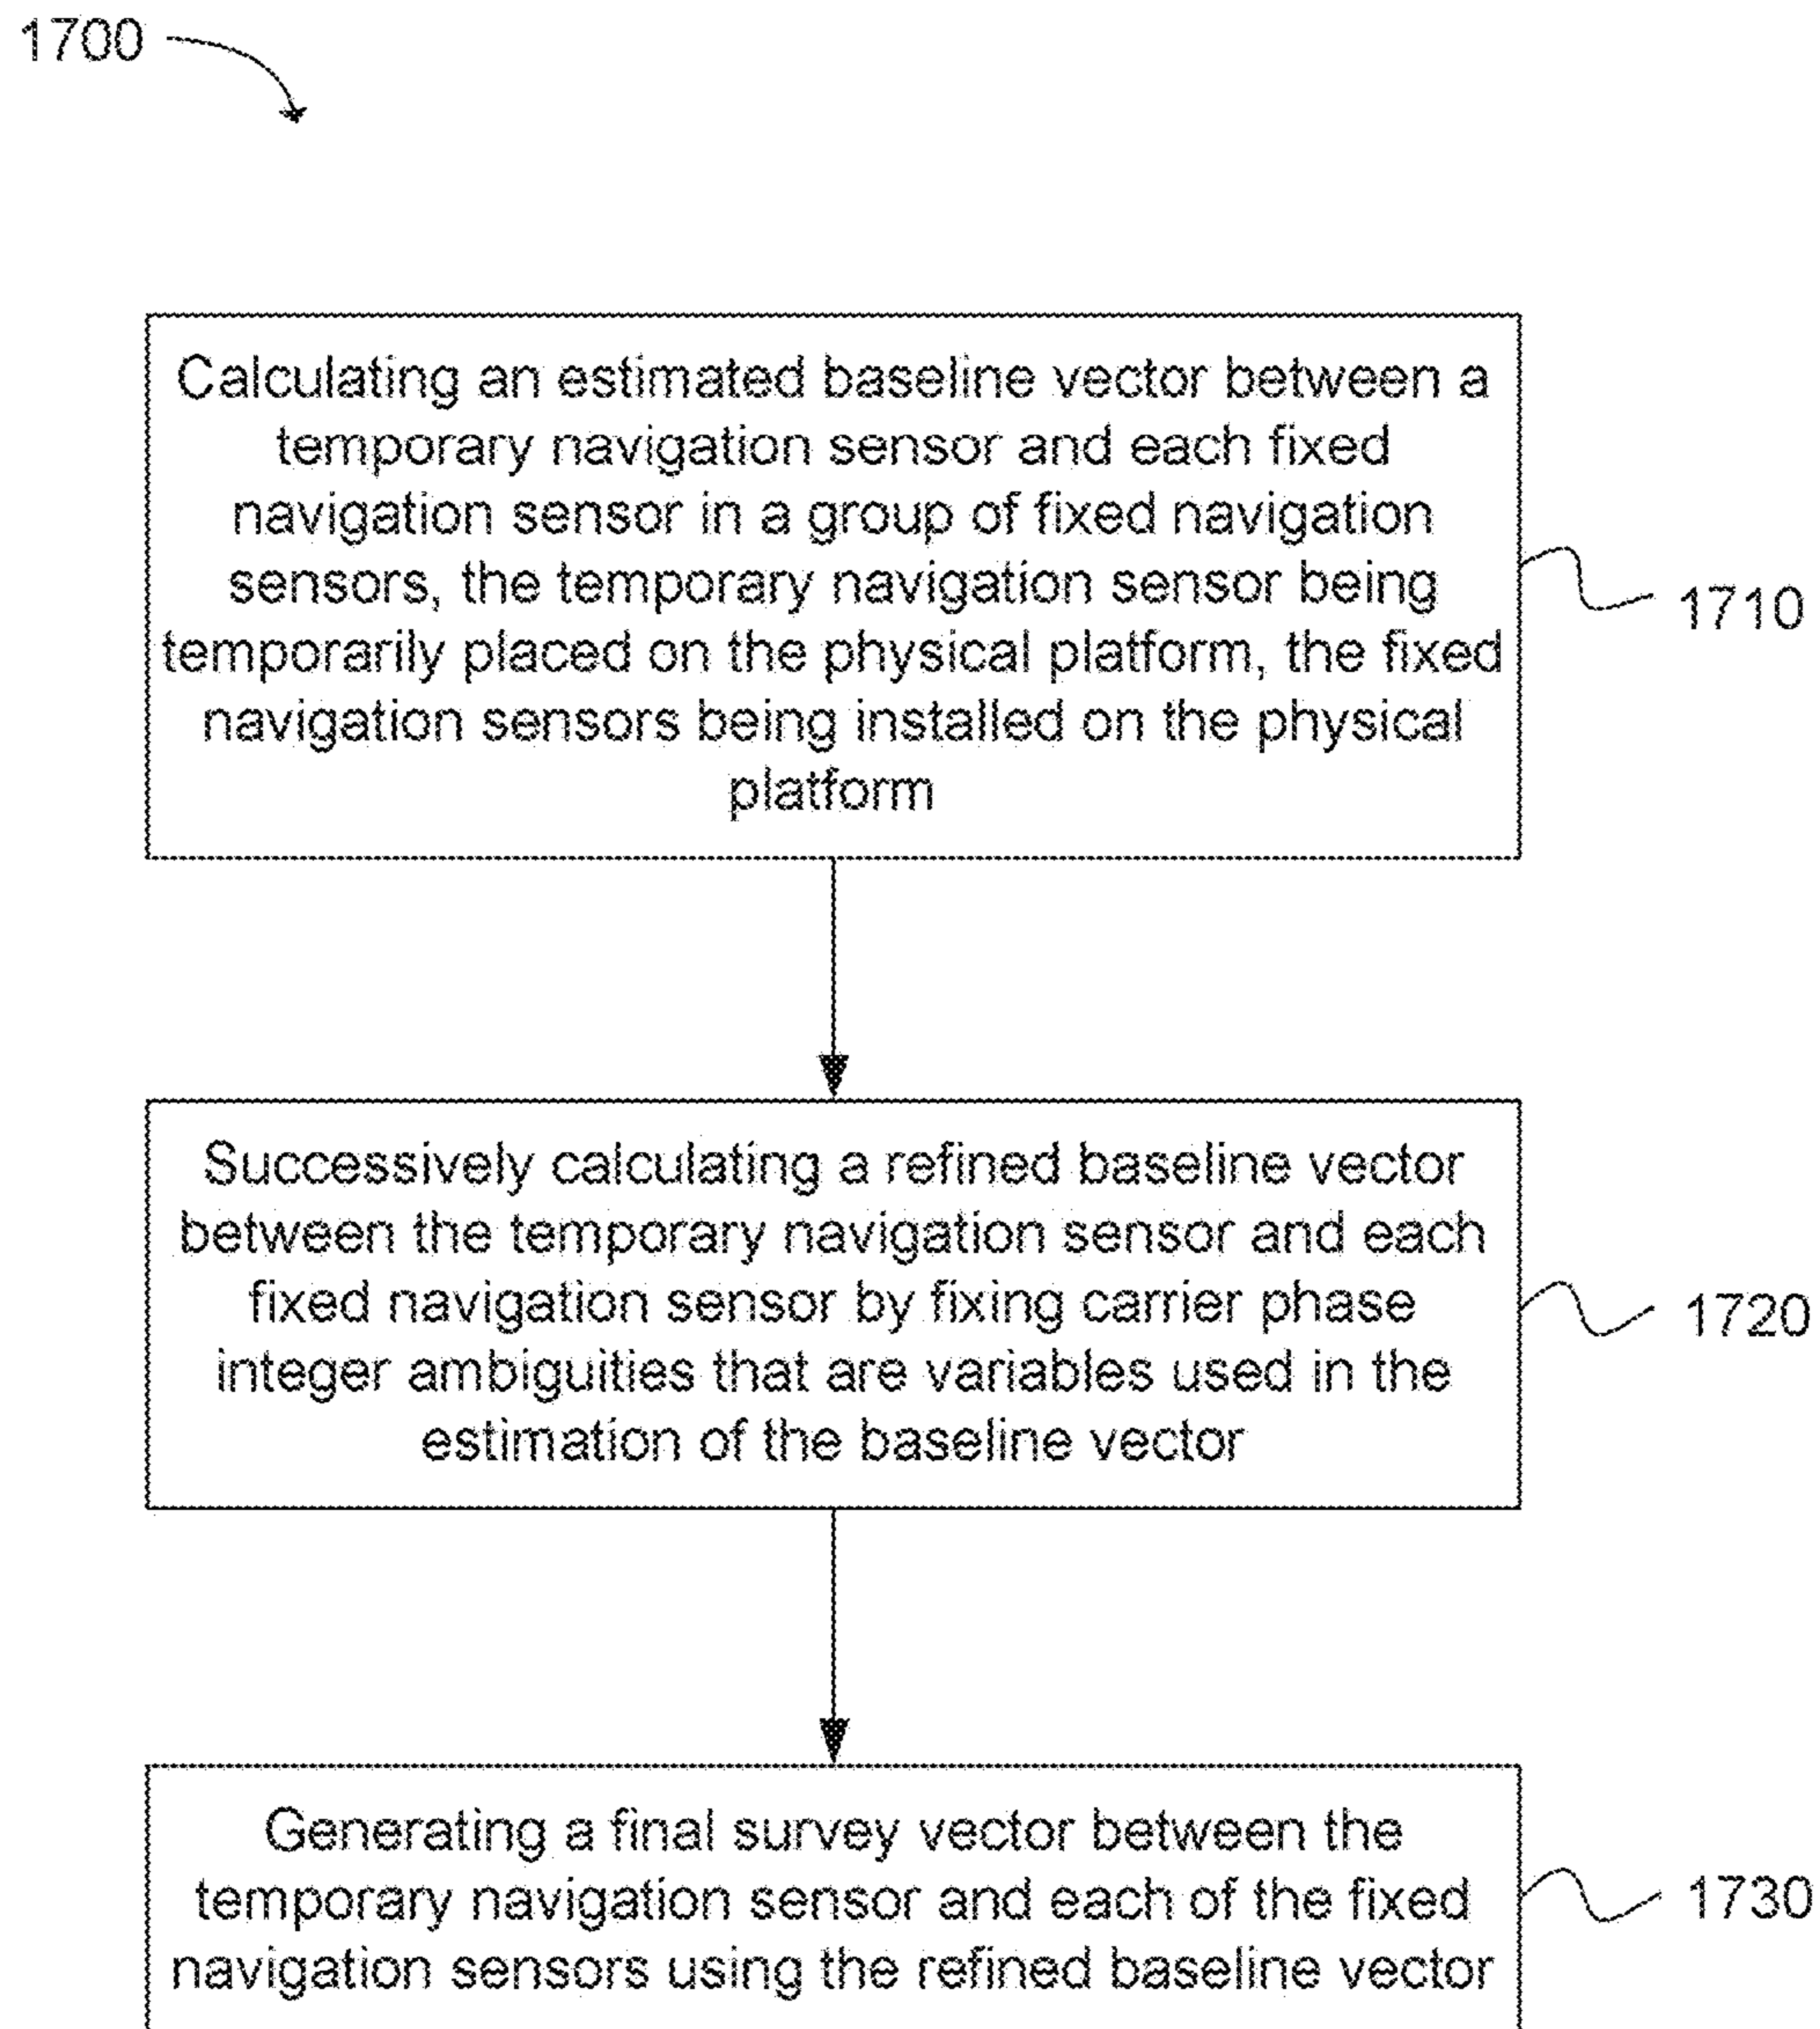 1700
Calculating an estimated baseline vector between a
temporary navigation sensor and each fixed
navigation sensor in a group of fixed navigation
sensors, the temporary navigation sensor being
temporarily placed on the physical platform, the fixed
navigation sensors being installed on the physical
platform
1710
Successively calculating a refined baseline vector
between the temporary navigation sensor and each
fixed navigation sensor by fixing carrier phase
integer ambiguities that are variables used in the
estimation of the baseline vector
1720
Generating a final survey vector between the
temporary navigation sensor and each of the fixed
navigation sensors using the refined baseline vector
1730